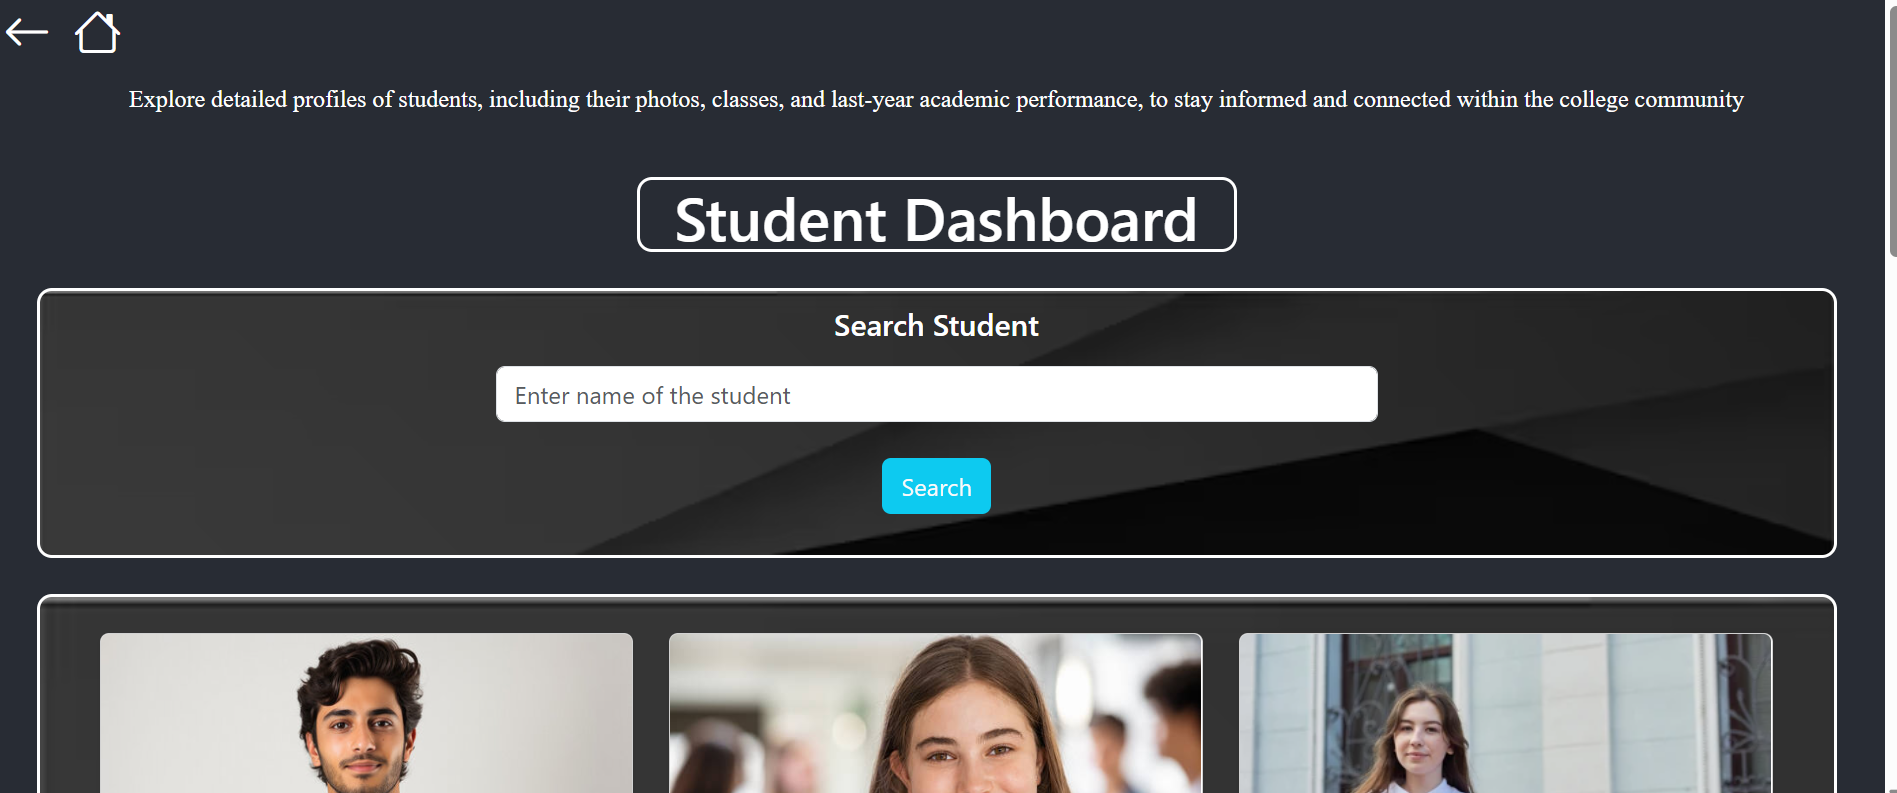 Explore detailed profiles of students, including their photos, classes, and last-year academic performance, to stay informed and connected within the college community
Student Dashboard
Search Student
Enter name of the student
Search